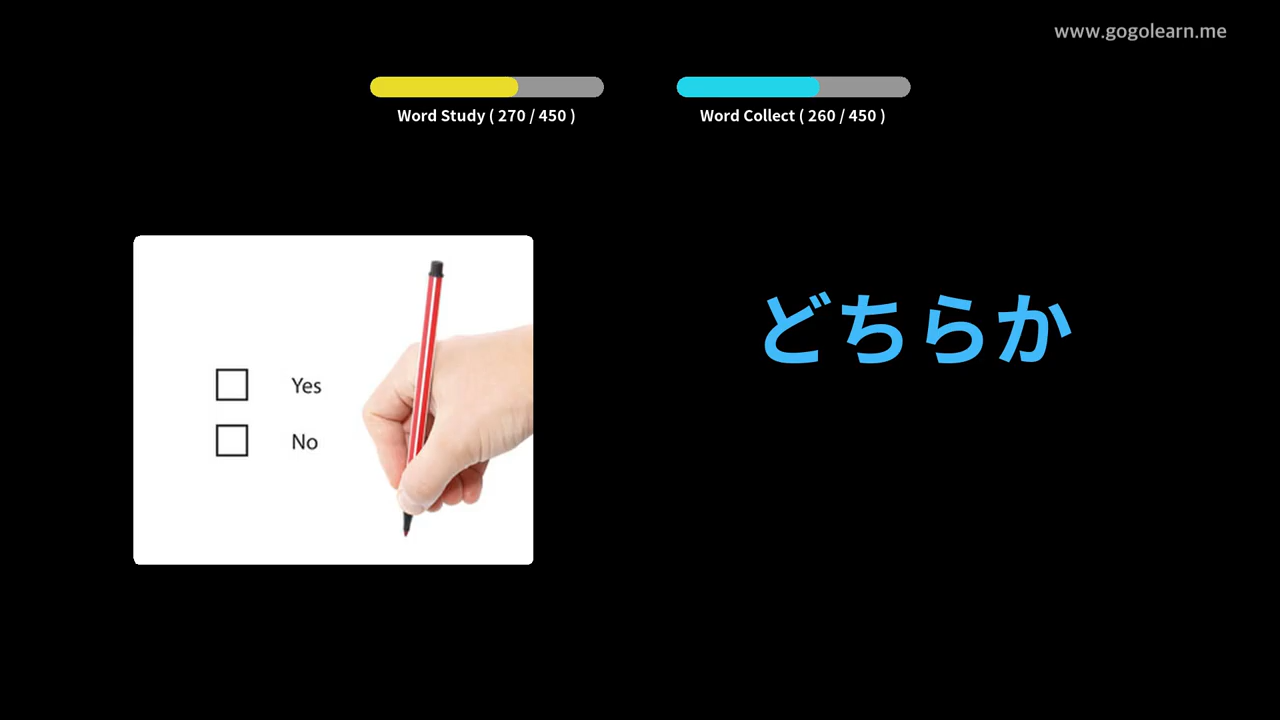 www.gogolearn.me
Word Study ( 270 / 450 )
Word Collect ( 260 / 450 )
どちらか
Yes
No